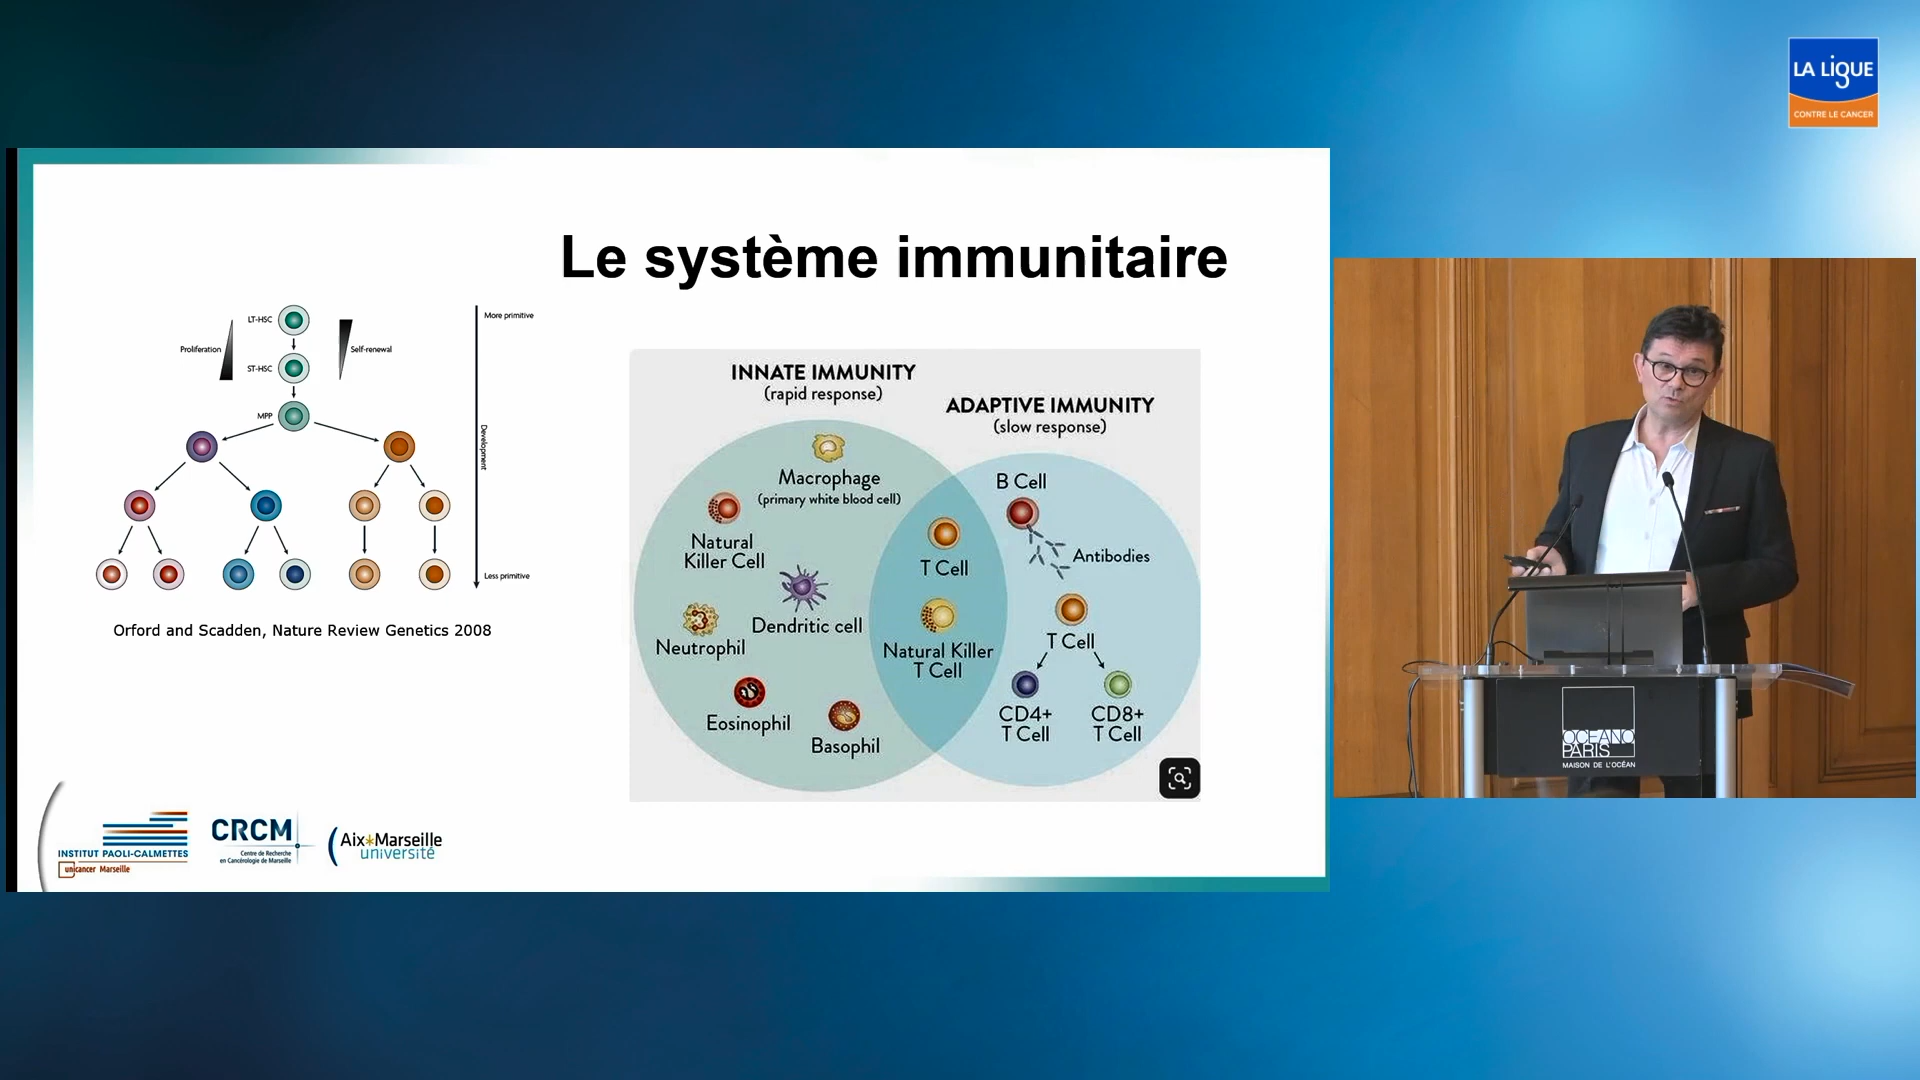 LA LIGUE
CONTRE LE CANCER
Le système immunitaire
LT-HSC
Proliferation
Self-renewal
ST-HSC
MPP
More primitive
Development
Less primitive
Orford and Scadden, Nature Review Genetics 2008
INNATE IMMUNITY
(rapid response)
ADAPTIVE IMMUNITY
(slow response)
Macrophage
(primary white blood cell)
Natural
Killer Cell
Dendritic cell
Neutrophil
Eosinophil
Basophil
T Cell
Natural Killer
T Cell
B Cell
Antibodies
T Cell
CD4+
T Cell
CD8+
T Cell
INSTITUT PAOLI-CALMETTES
unicancer Marseille
CRCM
Centre de Recherche
en Cancérologie de Marseille
Aix*Marseille
université
OCEANO
PARIS
MAISON DE L'OCÉAN